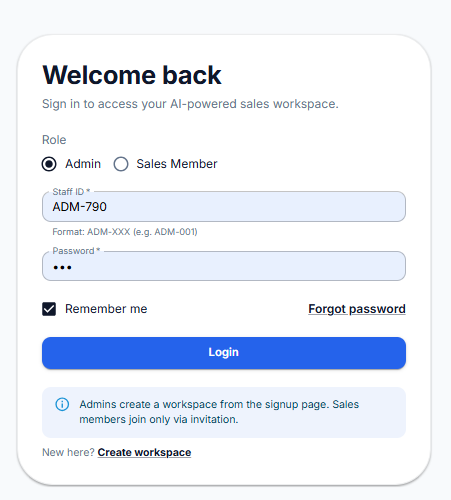 Welcome back
Sign in to access your AI-powered sales workspace.
Role
Admin Sales Member
Staff ID *
ADM-790
Format: ADM-XXX (e.g. ADM-001)
Password *
•••
Remember me Forgot password
Login
Admins create a workspace from the signup page. Sales
members join only via invitation.
New here? Create workspace